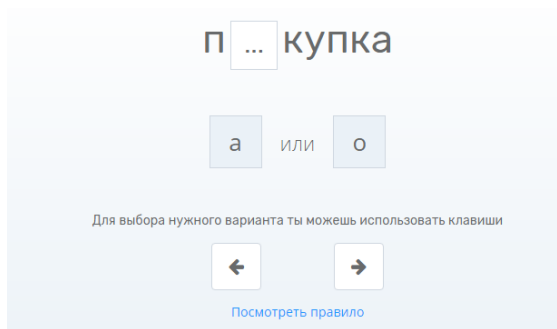 п ... купка
а или о
Для выбора нужного варианта ты можешь использовать клавиши
Посмотреть правило